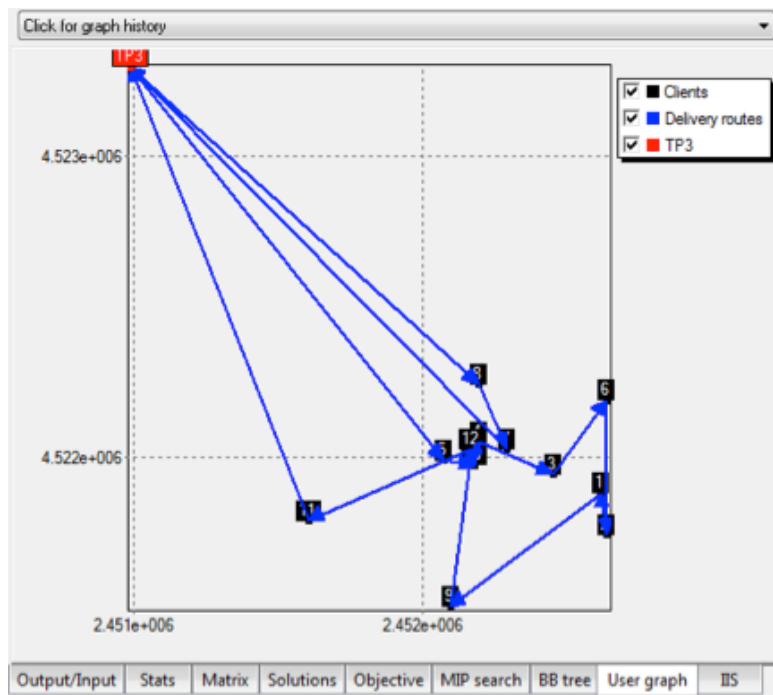 Click for graph history
TP3
Clients
Delivery routes
TP3
4.523e+006
8
6
12
5
3
4.522e+006
1
11
9
2.451e+006
2.452e+006
Output/Input
Stats
Matrix
Solutions
Objective
MIP search
BB tree
User graph
IIS